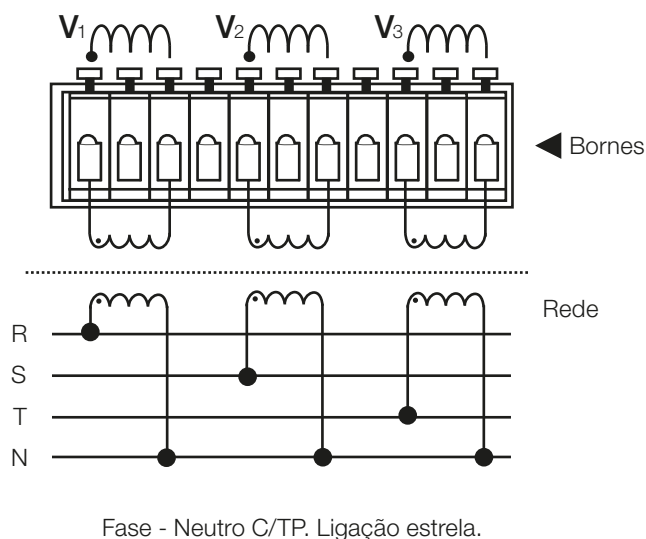 V₁ V₂ V₃
Bornes
Rede
R
S
T
N
Fase - Neutro C/TP. Ligação estrela.